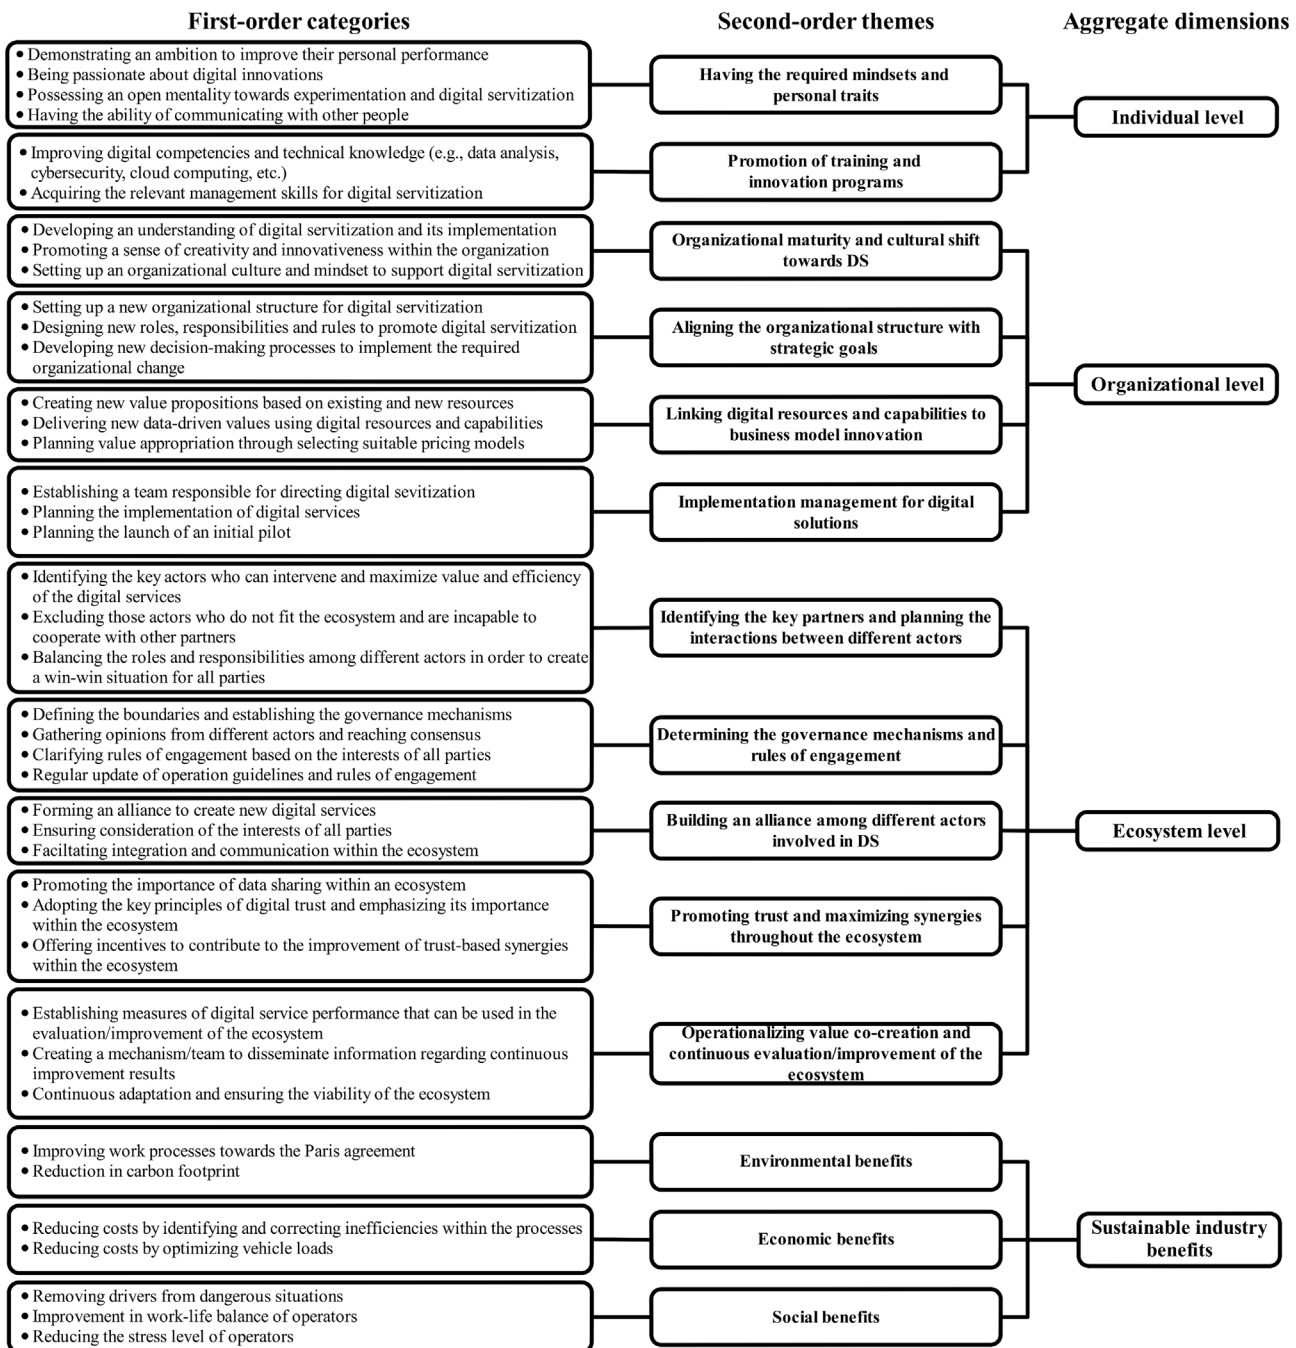 First-order categories
Second-order themes
Aggregate dimensions
• Demonstrating an ambition to improve their personal performance
• Being passionate about digital innovations
• Possessing an open mentality towards experimentation and digital servitization
• Having the ability of communicating with other people
Having the required mindsets and
personal traits
• Improving digital competencies and technical knowledge (e.g., data analysis,
cybersecurity, cloud computing, etc.)
• Acquiring the relevant management skills for digital servitization
Promotion of training and
innovation programs
Individual level
• Developing an understanding of digital servitization and its implementation
• Promoting a sense of creativity and innovativeness within the organization
• Setting up an organizational culture and mindset to support digital servitization
Organizational maturity and cultural shift
towards DS
• Setting up a new organizational structure for digital servitization
• Designing new roles, responsibilities and rules to promote digital servitization
• Developing new decision-making processes to implement the required
organizational change
Aligning the organizational structure with
strategic goals
• Creating new value propositions based on existing and new resources
• Delivering new data-driven values using digital resources and capabilities
• Planning value appropriation through selecting suitable pricing models
Linking digital resources and capabilities to
business model innovation
• Establishing a team responsible for directing digital sevitization
• Planning the implementation of digital services
• Planning the launch of an initial pilot
Implementation management for digital
solutions
Organizational level
• Identifying the key actors who can intervene and maximize value and efficiency
of the digital services
• Excluding those actors who do not fit the ecosystem and are incapable to
cooperate with other partners
• Balancing the roles and responsibilities among different actors in order to create
a win-win situation for all parties
Identifying the key partners and planning the
interactions between different actors
• Defining the boundaries and establishing the governance mechanisms
• Gathering opinions from different actors and reaching consensus
• Clarifying rules of engagement based on the interests of all parties
• Regular update of operation guidelines and rules of engagement
Determining the governance mechanisms and
rules of engagement
• Forming an alliance to create new digital services
• Ensuring consideration of the interests of all parties
• Faciltating integration and communication within the ecosystem
Building an alliance among different actors
involved in DS
• Promoting the importance of data sharing within an ecosystem
• Adopting the key principles of digital trust and emphasizing its importance
within the ecosystem
• Offering incentives to contribute to the improvement of trust-based synergies
within the ecosystem
Promoting trust and maximizing synergies
throughout the ecosystem
• Establishing measures of digital service performance that can be used in the
evaluation/improvement of the ecosystem
• Creating a mechanism/team to disseminate information regarding continuous
improvement results
• Continuous adaptation and ensuring the viability of the ecosystem
Operationalizing value co-creation and
continuous evaluation/improvement of the
ecosystem
Ecosystem level
• Improving work processes towards the Paris agreement
• Reduction in carbon footprint
Environmental benefits
• Reducing costs by identifying and correcting inefficiencies within the processes
• Reducing costs by optimizing vehicle loads
Economic benefits
• Removing drivers from dangerous situations
• Improvement in work-life balance of operators
• Reducing the stress level of operators
Social benefits
Sustainable industry
benefits